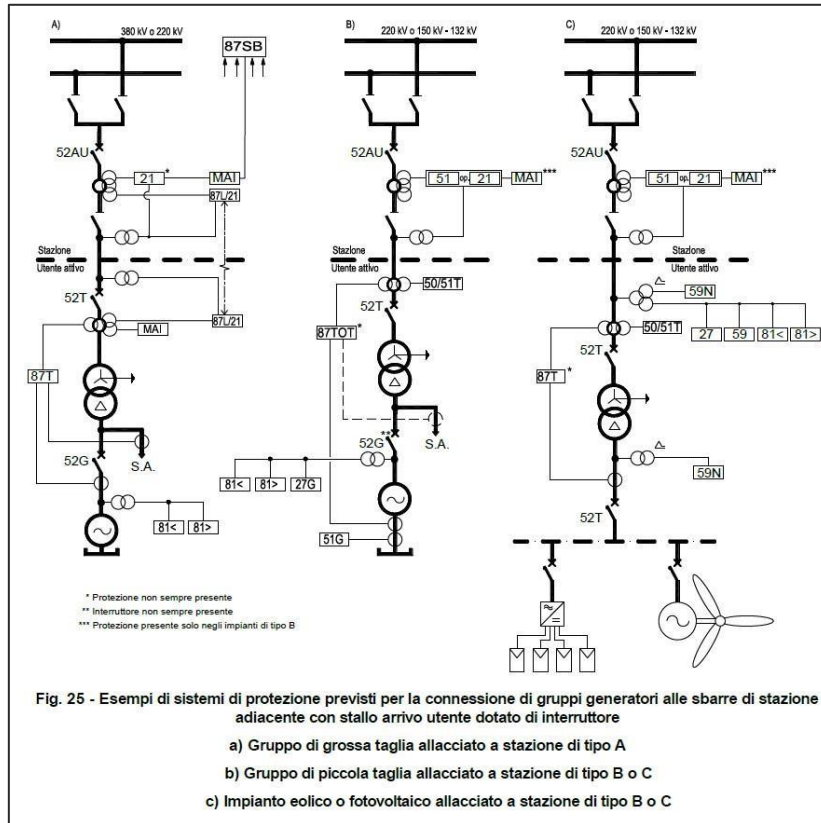 A)
380 kV o 220 kV
87SB
52AU
21
*
MAI
87L/21
Stazione
Utente attivo
52T
87L/21
MAI
87T
S.A.
52G
81<
81>
B)
220 kV o 150 kV - 132 kV
52AU
51 op. 21
MAI
***
Stazione
Utente attivo
50/51T
52T
87TOT
*
**
52G
S.A.
81<
81>
27G
51G
C)
220 kV o 150 kV - 132 kV
52AU
51 op. 21
MAI
***
Stazione
Utente attivo
59N
50/51T
27
59
81<
81>
52T
87T
*
59N
52T
* Protezione non sempre presente
** Interruttore non sempre presente
*** Protezione presente solo negli impianti di tipo B
Fig. 25 - Esempi di sistemi di protezione previsti per la connessione di gruppi generatori alle sbarre di stazione
adiacente con stallo arrivo utente dotato di interruttore
a) Gruppo di grossa taglia allacciato a stazione di tipo A
b) Gruppo di piccola taglia allacciato a stazione di tipo B o C
c) Impianto eolico o fotovoltaico allacciato a stazione di tipo B o C